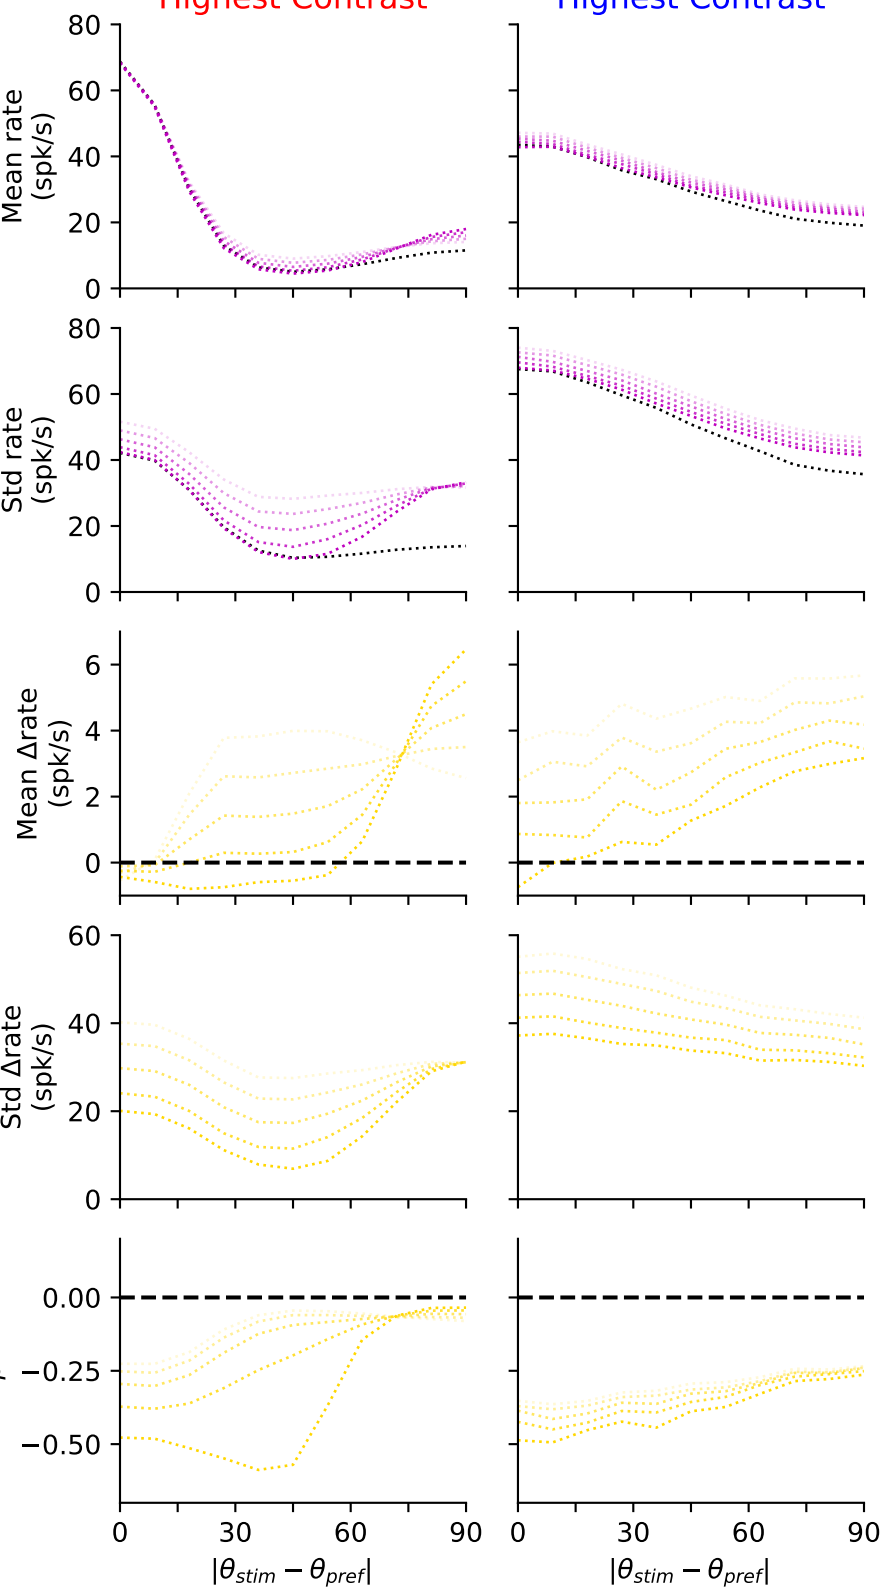 Highest Contrast Highest Contrast
80
60
40
20
0
Mean rate
(spk/s)
80
60
40
20
0
Std rate
(spk/s)
6
4
2
0
Mean Δrate
(spk/s)
60
40
20
0
Std Δrate
(spk/s)
0.00
−0.25
−0.50
0 30 60 90 0 30 60 90
|θstim − θpref| |θstim − θpref|